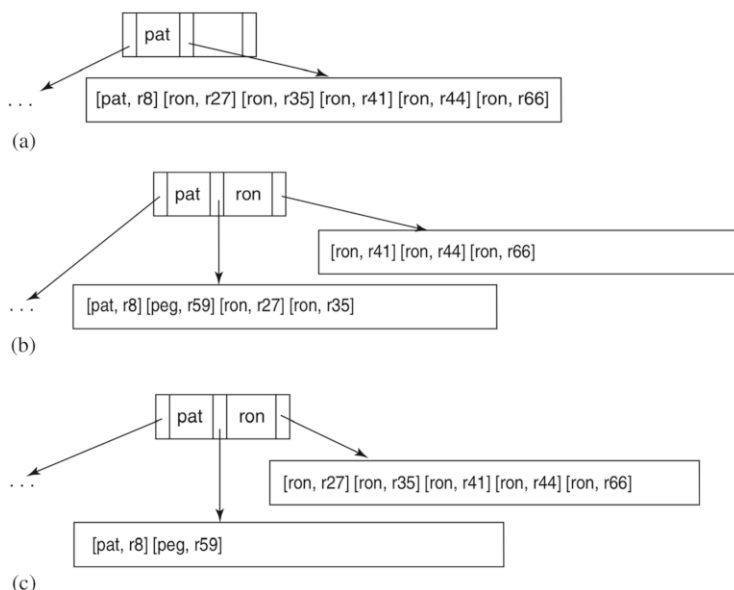 pat
[pat, r8] [ron, r27] [ron, r35] [ron, r41] [ron, r44] [ron, r66]
. . .
(a)
pat ron
[ron, r41] [ron, r44] [ron, r66]
. . .
[pat, r8] [peg, r59] [ron, r27] [ron, r35]
(b)
pat ron
. . .
[ron, r27] [ron, r35] [ron, r41] [ron, r44] [ron, r66]
[pat, r8] [peg, r59]
(c)